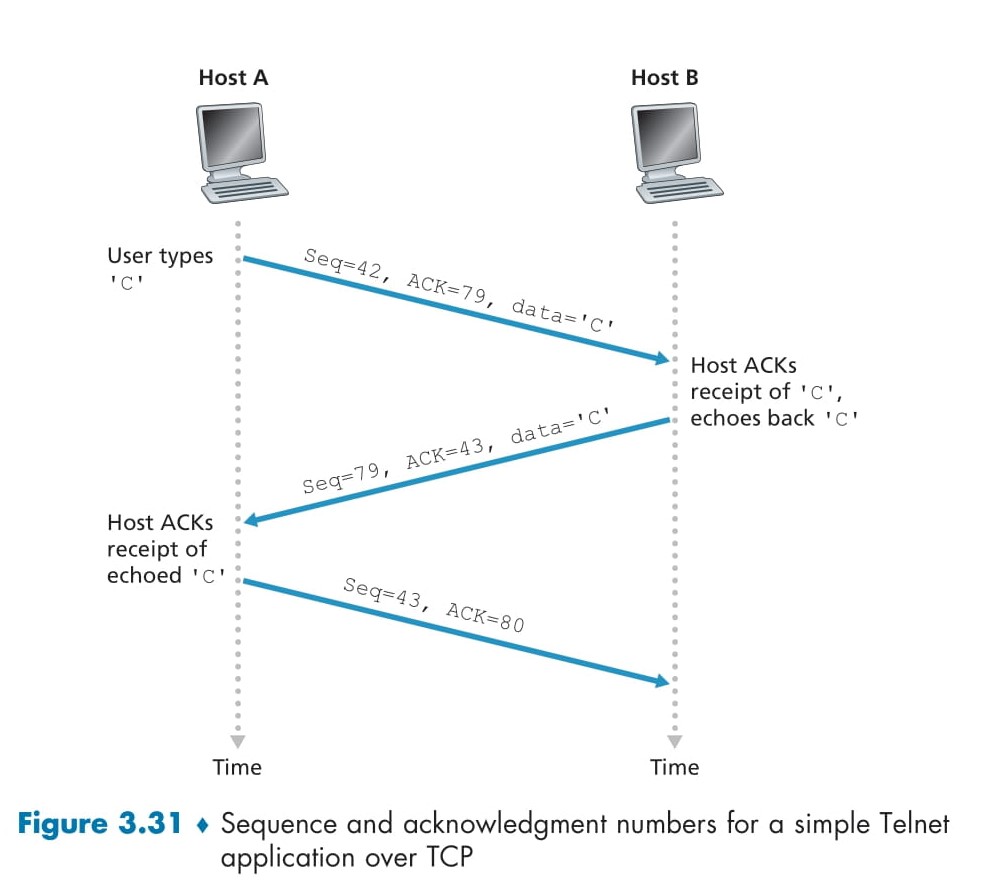 Host A
Host B
User types
'C'
Seq=42, ACK=79, data='C'
Host ACKs
receipt of 'C',
echoes back 'C'
Seq=79, ACK=43, data='C'
Host ACKs
receipt of
echoed 'C'
Seq=43, ACK=80
Time
Time
Figure 3.31 ♦ Sequence and acknowledgment numbers for a simple Telnet
application over TCP